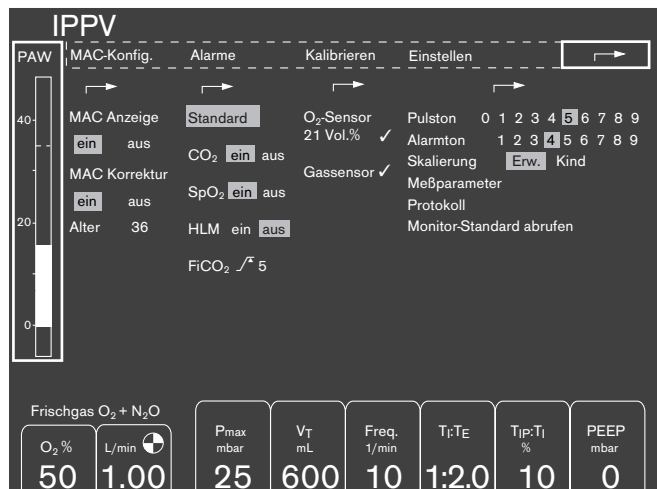 IPPV
PAW MAC-Konfig. Alarme Kalibrieren Einstellen
40
20
0
MAC Anzeige
ein aus
MAC Korrektur
ein aus
Alter 36
Standard
CO₂ ein aus
SpO₂ ein aus
HLM ein aus
FiCO₂ 5
O₂-Sensor
21 Vol.% ✓
Gassensor ✓
Pulston 0 1 2 3 4 5 6 7 8 9
Alarmton 1 2 3 4 5 6 7 8 9
Skalierung Erw. Kind
Meßparameter
Protokoll
Monitor-Standard abrufen
Frischgas O₂ + N₂O
O₂ %
50
L/min
1.00
Pmax
mbar
25
VT
mL
600
Freq.
1/min
10
TI:TE
1:2.0
TIP:TI
%
10
PEEP
mbar
0